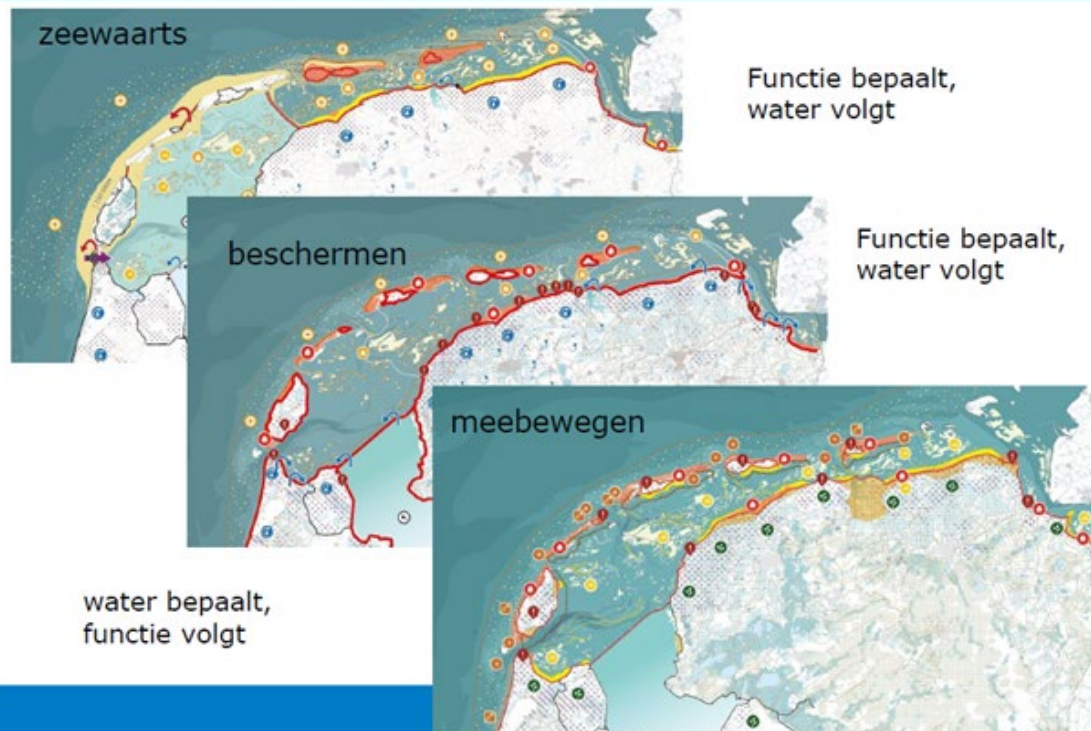 zeewaarts
Functie bepaalt,
water volgt
beschermen
Functie bepaalt,
water volgt
meebewegen
water bepaalt,
functie volgt